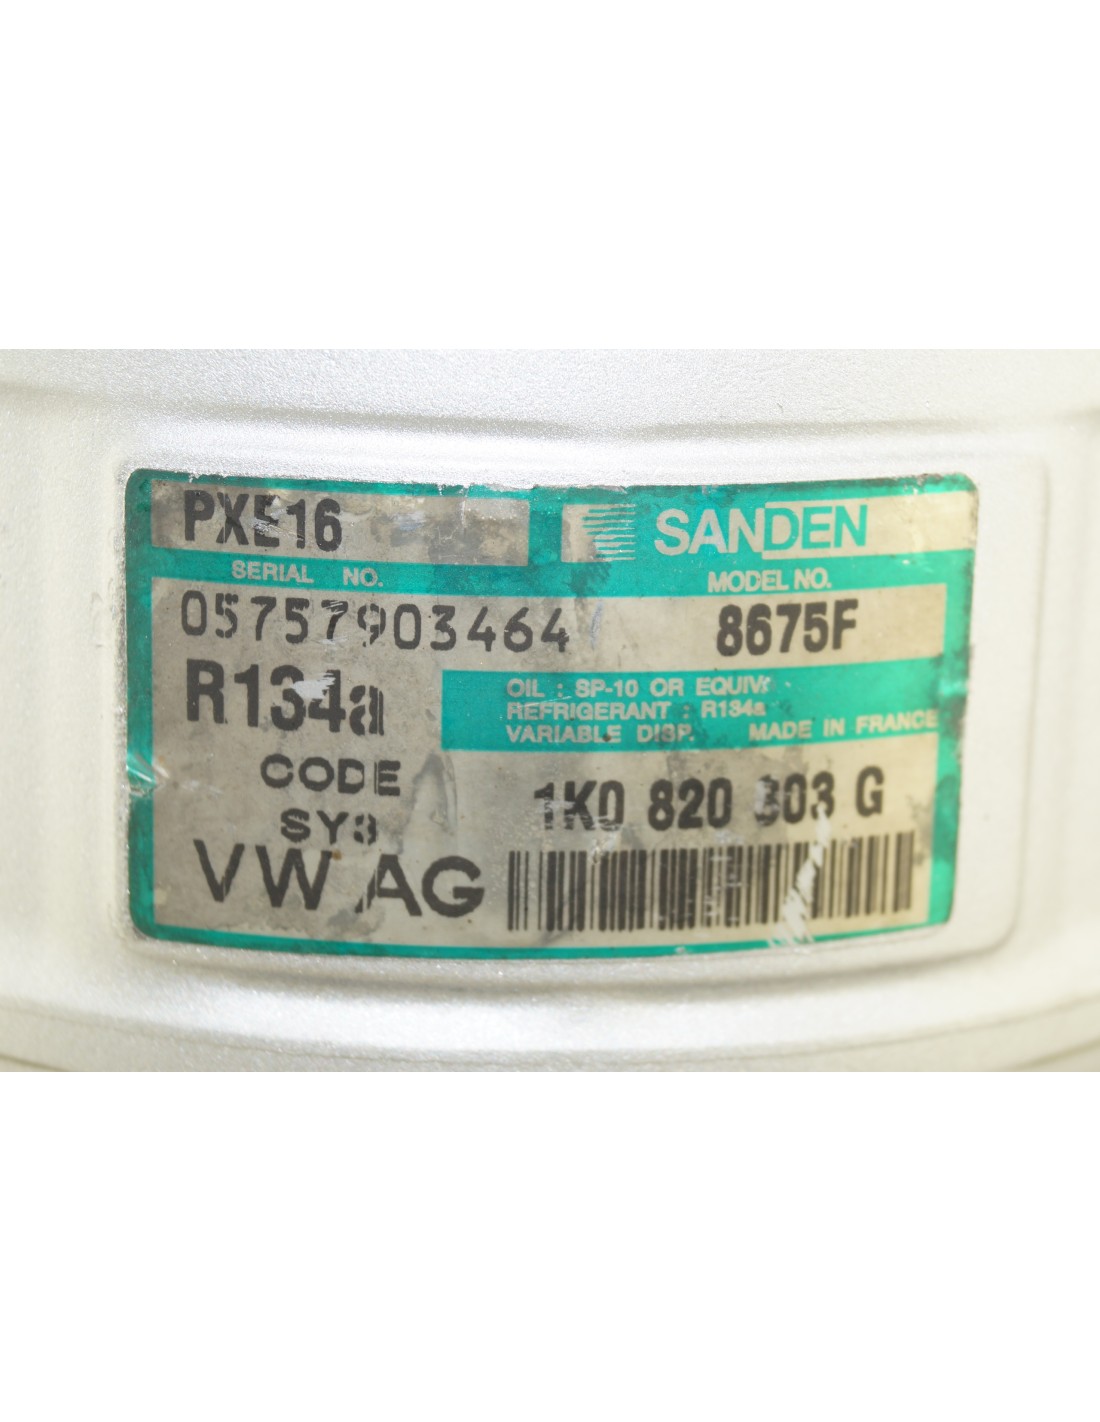 PXE16
SANDEN
SERIAL NO.
MODEL NO.
05757903464
8675F
R134a
OIL : SP-10 OR EQUIV.
REFRIGERANT : R134a
VARIABLE DISP. MADE IN FRANCE
CODE
SY3
1K0 820 803 G
VW AG